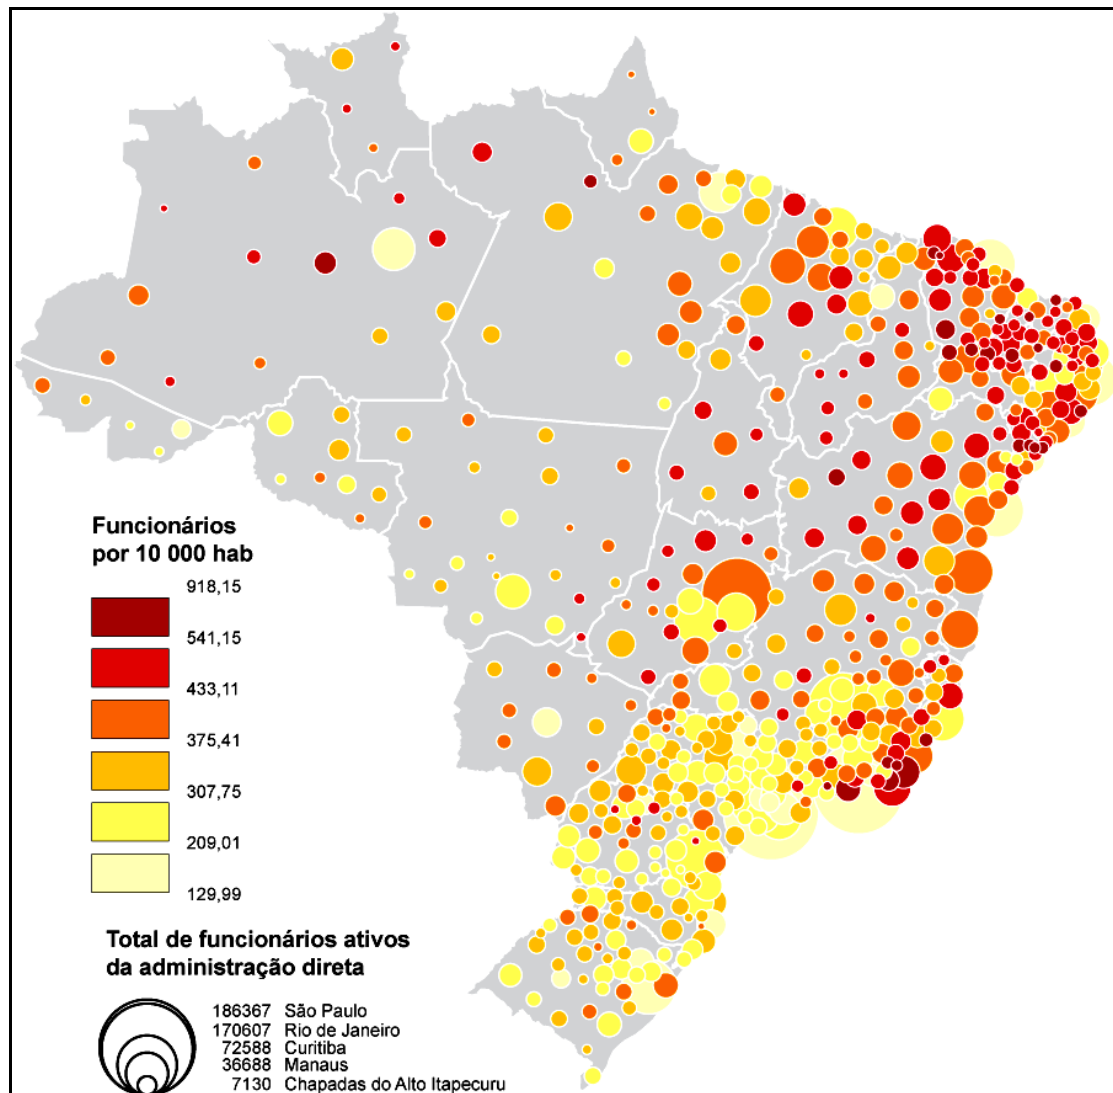 Funcionários
por 10 000 hab
918,15
541,15
433,11
375,41
307,75
209,01
129,99
Total de funcionários ativos
da administração direta
186367 São Paulo
170607 Rio de Janeiro
72588 Curitiba
36688 Manaus
7130 Chapadas do Alto Itapecuru